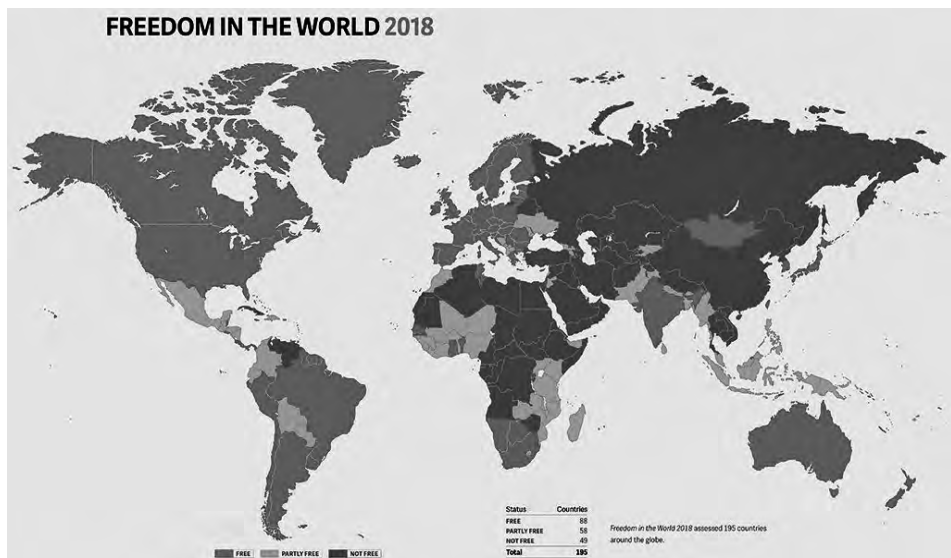 FREEDOM IN THE WORLD 2018
Status Countries
FREE 88
PARTLY FREE 58
NOT FREE 49
Total 195
Freedom in the World 2018 assessed 195 countries
around the globe.
FREE PARTLY FREE NOT FREE